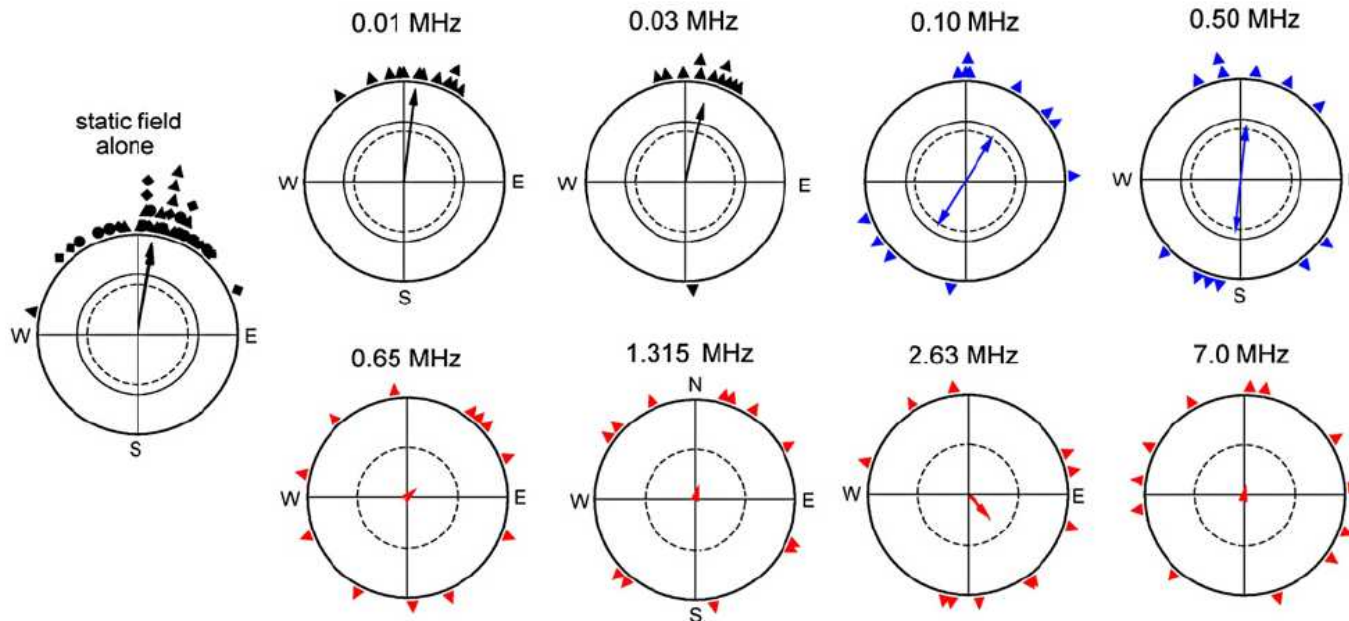 0.01 MHz
0.03 MHz
0.10 MHz
0.50 MHz
static field
alone
W
E
S
W
E
S
W
E
W
E
S
0.65 MHz
1.315 MHz
2.63 MHz
7.0 MHz
W
E
N
W
E
S
W
E
W
E